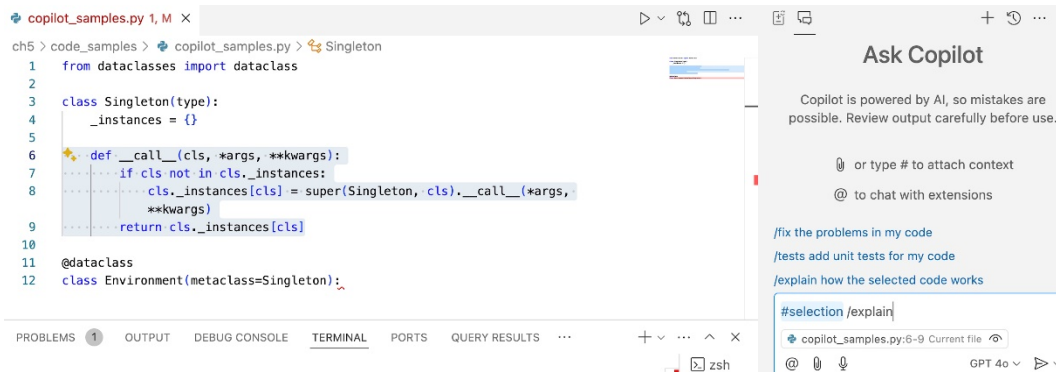 copilot_samples.py 1, M
ch5 > code_samples > copilot_samples.py > Singleton
1 from dataclasses import dataclass
2
3 class Singleton(type):
4 _instances = {}
5
6 def __call__(cls, *args, **kwargs):
7 if cls not in cls._instances:
8 cls._instances[cls] = super(Singleton, cls).__call__(*args,
**kwargs)
9 return cls._instances[cls]
10
11 @dataclass
12 class Environment(metaclass=Singleton):
PROBLEMS 1 OUTPUT DEBUG CONSOLE TERMINAL PORTS QUERY RESULTS
zsh
Ask Copilot
Copilot is powered by AI, so mistakes are
possible. Review output carefully before use.
or type # to attach context
@ to chat with extensions
/fix the problems in my code
/tests add unit tests for my code
/explain how the selected code works
#selection /explain
copilot_samples.py:6-9 Current file
@ GPT 4o